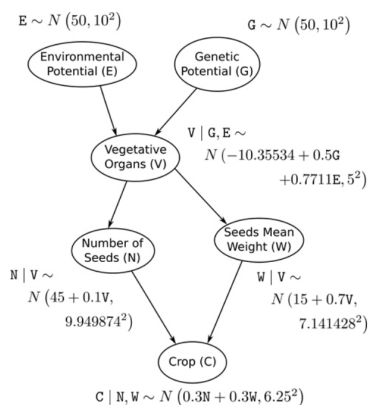 E ∼ N (50, 10²)
G ∼ N (50, 10²)
Environmental
Potential (E)
Genetic
Potential (G)
V | G, E ∼
N(−10.35534 + 0.5G
+0.7711E, 5²)
Vegetative
Organs (V)
Number of
Seeds (N)
Seeds Mean
Weight (W)
N | V ∼
N (45 + 0.1V,
9.949874²)
W | V ∼
N (15 + 0.7V,
7.141428²)
Crop (C)
C | N, W ∼ N (0.3N + 0.3W, 6.25²)